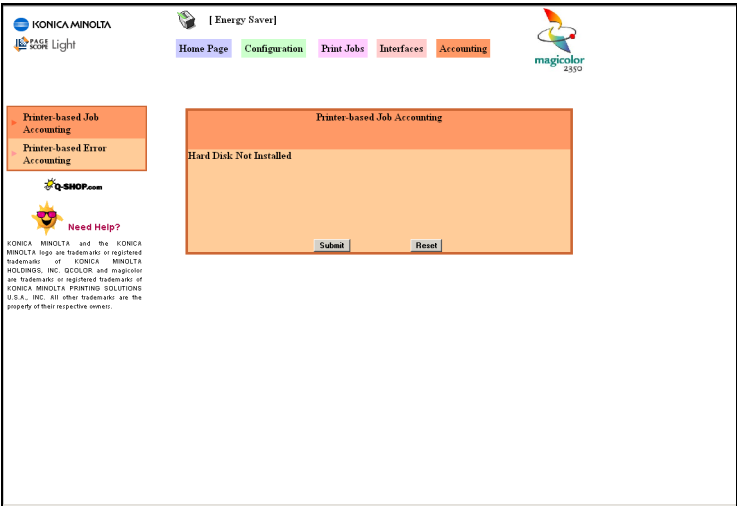 KONICA MINOLTA
PAGE SCOPE Light
[ Energy Saver]
Home Page Configuration Print Jobs Interfaces Accounting
magicolor
2350
Printer-based Job
Accounting
Printer-based Error
Accounting
Q-SHOP.com
Need Help?
KONICA MINOLTA and the KONICA
MINOLTA logo are trademarks or registered
trademarks of KONICA MINOLTA
HOLDINGS, INC. QCOLOR and magicolor
are trademarks or registered trademarks of
KONICA MINOLTA PRINTING SOLUTIONS
U.S.A., INC. All other trademarks are the
property of their respective owners.
Printer-based Job Accounting
Hard Disk Not Installed
Submit Reset